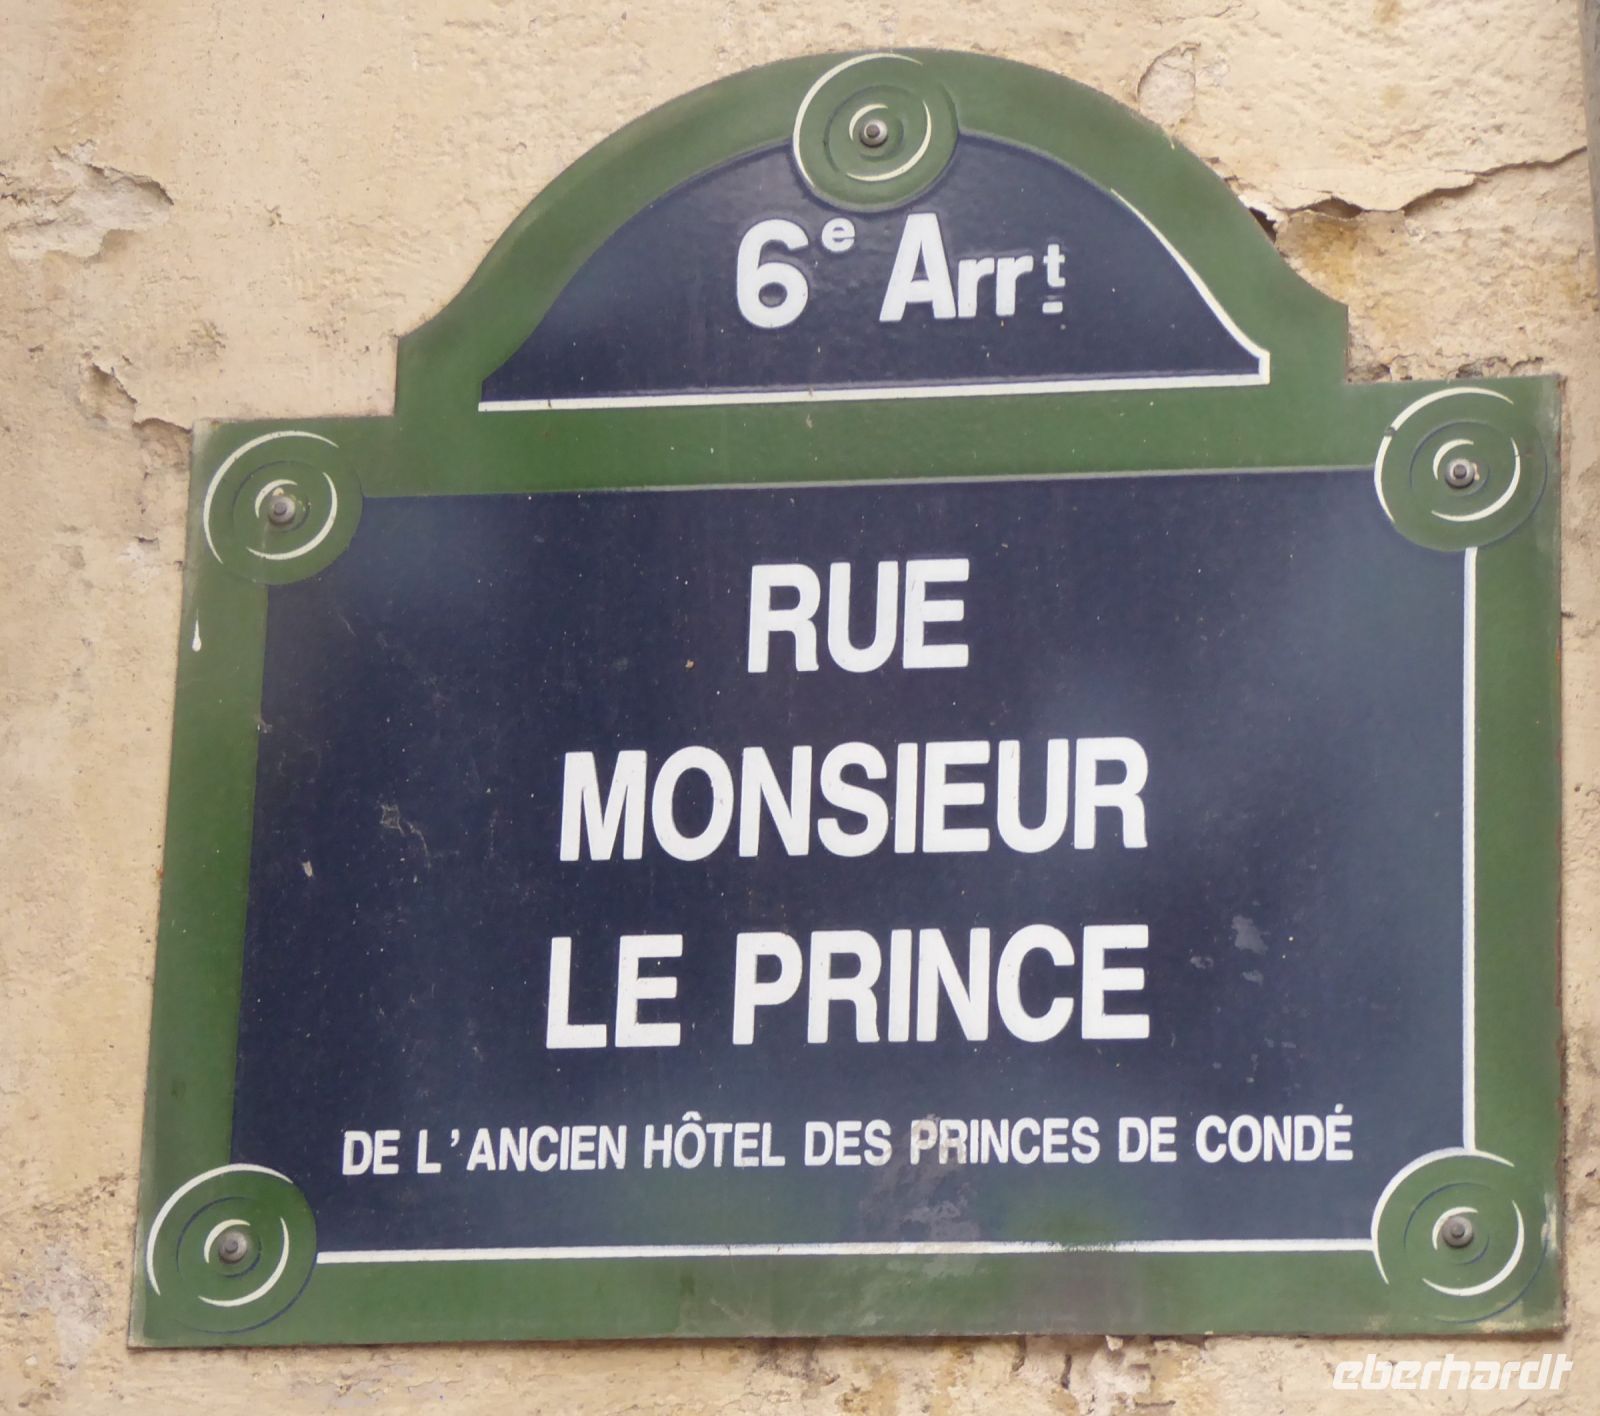 6e Arrt
RUE
MONSIEUR
LE PRINCE
DE L'ANCIEN HÔTEL DES PRINCES DE CONDÉ
eberhardt